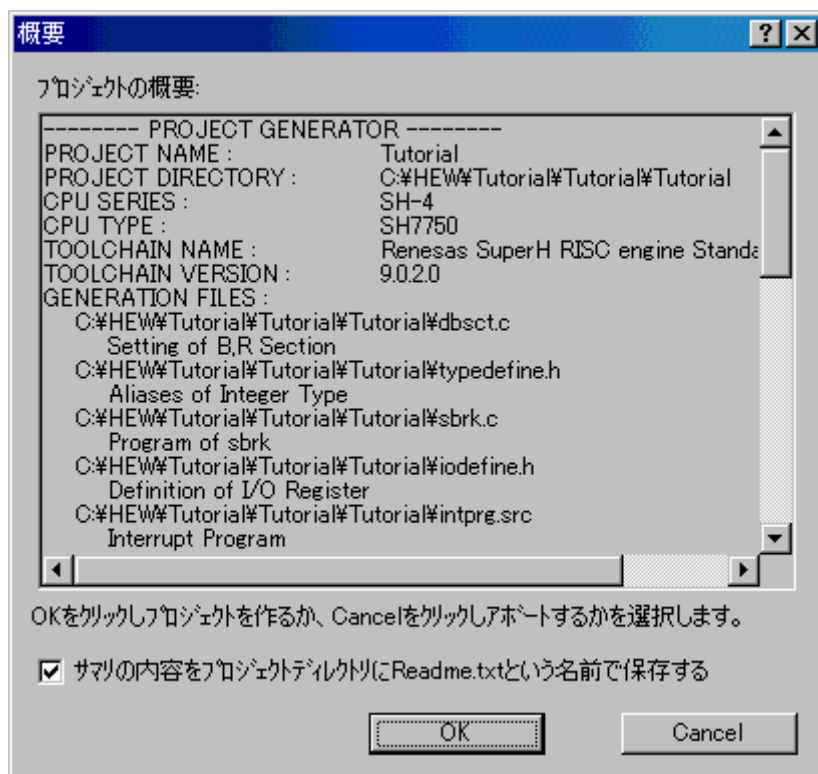 概要
プロジェクトの概要:
-------- PROJECT GENERATOR --------
PROJECT NAME : Tutorial
PROJECT DIRECTORY : C:¥HEW¥Tutorial¥Tutorial¥Tutorial
CPU SERIES : SH-4
CPU TYPE : SH7750
TOOLCHAIN NAME : Renesas SuperH RISC engine Standa
TOOLCHAIN VERSION : 9.0.2.0
GENERATION FILES :
C:¥HEW¥Tutorial¥Tutorial¥Tutorial¥dbsct.c
Setting of B,R Section
C:¥HEW¥Tutorial¥Tutorial¥Tutorial¥typedefine.h
Aliases of Integer Type
C:¥HEW¥Tutorial¥Tutorial¥Tutorial¥sbrk.c
Program of sbrk
C:¥HEW¥Tutorial¥Tutorial¥Tutorial¥iodefine.h
Definition of I/O Register
C:¥HEW¥Tutorial¥Tutorial¥Tutorial¥intprg.src
Interrupt Program
OKをクリックしプロジェクトを作るか、Cancelをクリックしアボートするかを選択します。
サマリの内容をプロジェクトディレクトリにReadme.txtという名前で保存する
OK
Cancel